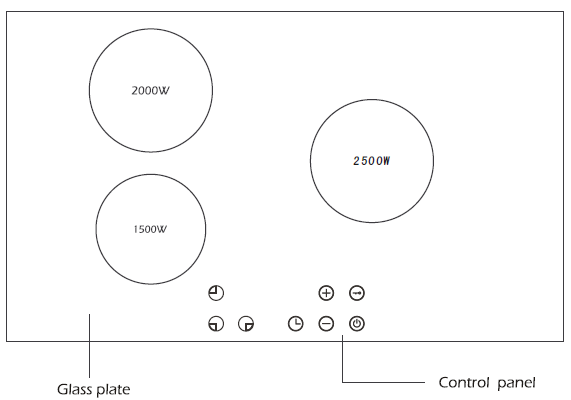 2000W
2500W
1500W
Glass plate
Control panel